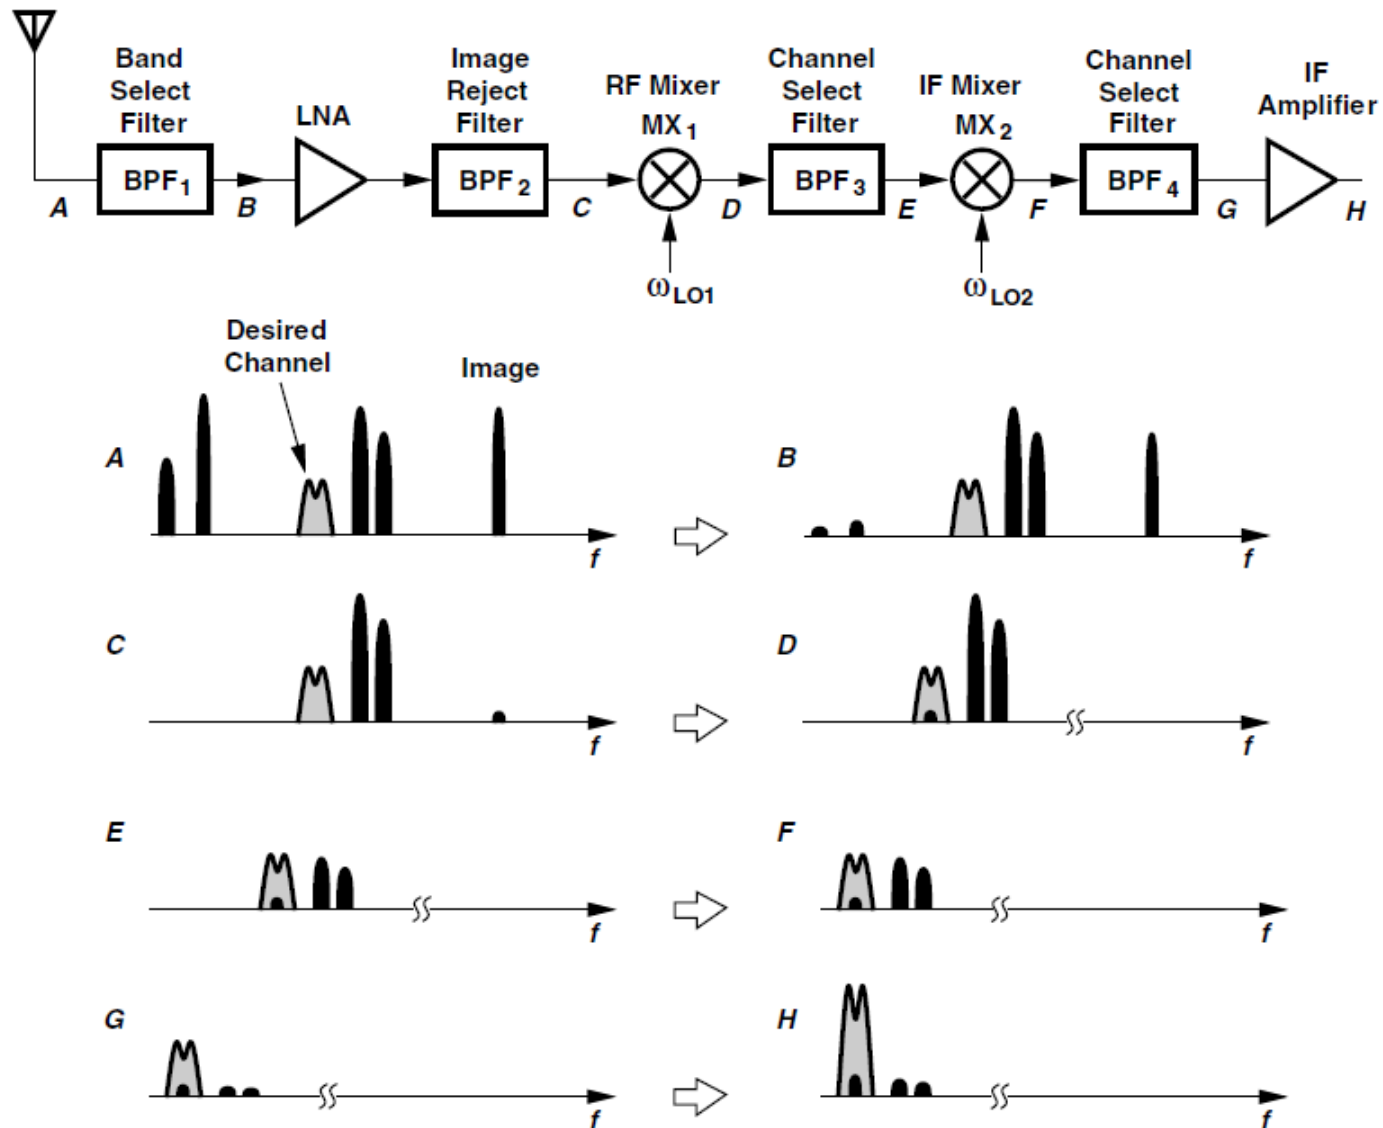 Band
Select
Filter
LNA
Image
Reject
Filter
RF Mixer
MX1
Channel
Select
Filter
IF Mixer
MX2
Channel
Select
Filter
IF
Amplifier
A
BPF1
B
BPF2
C
D
BPF3
E
F
BPF4
G
H
ωLO1
ωLO2
Desired
Channel
Image
A
f
B
f
C
f
D
f
E
f
F
f
G
f
H
f